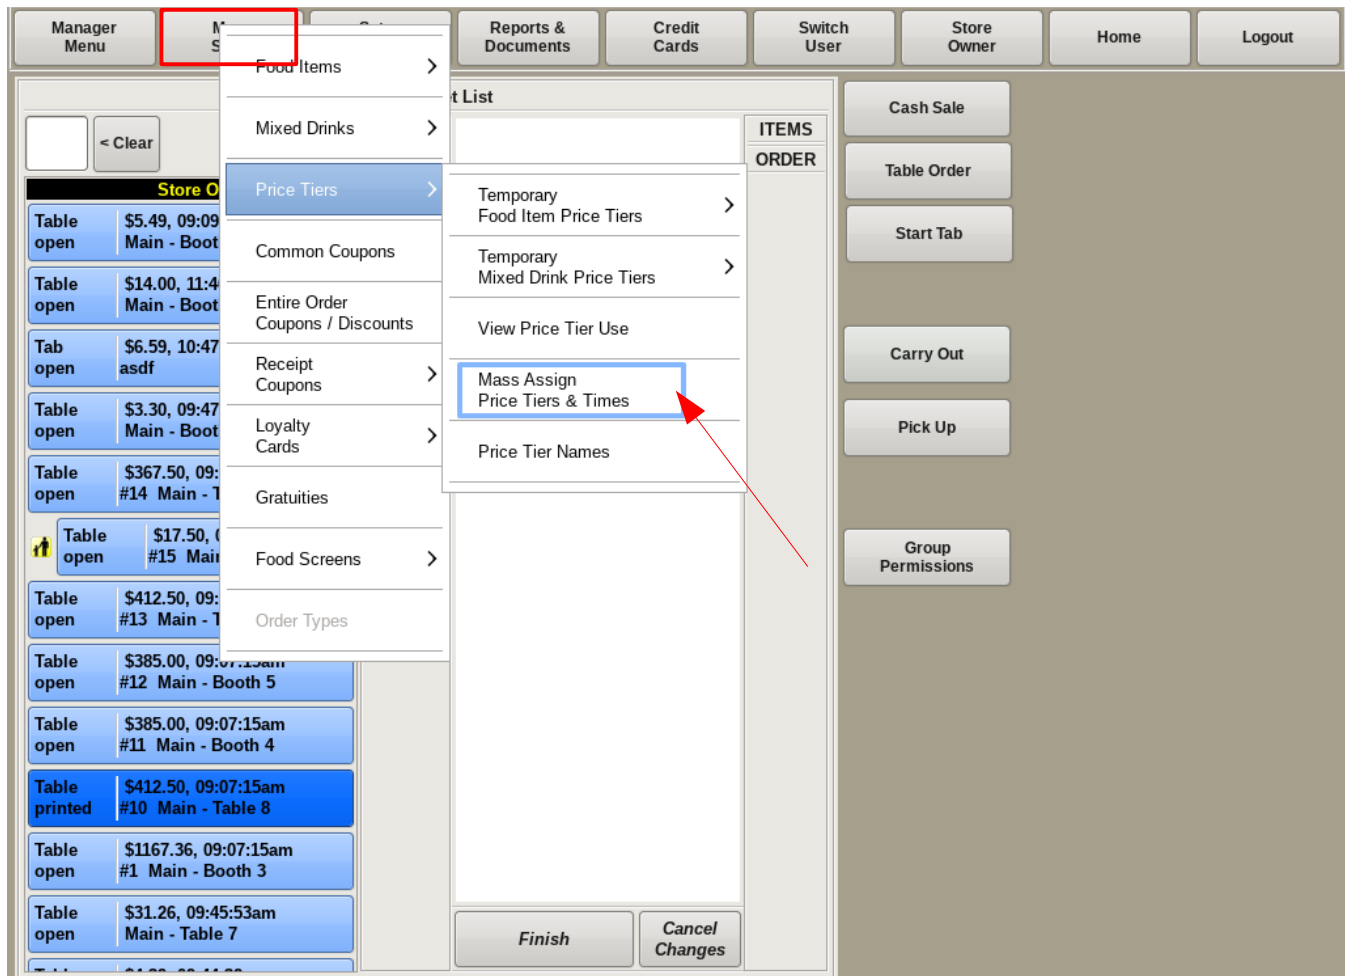 Manager
Menu
Reports &
Documents
Credit
Cards
Switch
User
Store
Owner
Home
Logout
Food Items
Mixed Drinks
Price Tiers
Common Coupons
Entire Order
Coupons / Discounts
Receipt
Coupons
Loyalty
Cards
Gratuities
Food Screens
Order Types
Temporary
Food Item Price Tiers
Temporary
Mixed Drink Price Tiers
View Price Tier Use
Mass Assign
Price Tiers & Times
Price Tier Names
t List
< Clear
ITEMS
ORDER
Store O
Table $5.49, 09:09
open Main - Boot
Table $14.00, 11:4
open Main - Boot
Tab $6.59, 10:47
open asdf
Table $3.30, 09:47
open Main - Boot
Table $367.50, 09:
open #14 Main - T
Table $17.50,
open #15 Mai
Table $412.50, 09:
open #13 Main - T
Table $385.00, 09:07:15am
open #12 Main - Booth 5
Table $385.00, 09:07:15am
open #11 Main - Booth 4
Table $412.50, 09:07:15am
printed #10 Main - Table 8
Table $1167.36, 09:07:15am
open #1 Main - Booth 3
Table $31.26, 09:45:53am
open Main - Table 7
Finish
Cancel
Changes
Cash Sale
Table Order
Start Tab
Carry Out
Pick Up
Group
Permissions